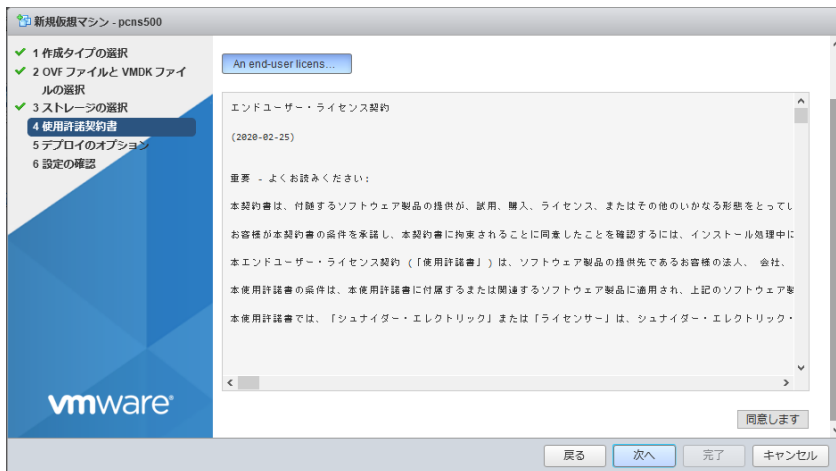 新規仮想マシン - pcns500
1 作成タイプの選択
2 OVF ファイルと VMDK ファイ
ルの選択
3 ストレージの選択
4 使用許諾契約書
5 デプロイのオプション
6 設定の確認
An end-user licens...
エンドユーザー・ライセンス契約
(2020-02-25)
重要 - よくお読みください:
本契約書は、付随するソフトウェア製品の提供が、試用、購入、ライセンス、またはその他のいかなる形態をとってい
お客様が本契約書の条件を承諾し、本契約書に拘束されることに同意したことを確認するには、インストール処理中に
本エンドユーザー・ライセンス契約 (「使用許諾書」) は、ソフトウェア製品の提供先であるお客様の法人、 会社、
本使用許諾書の条件は、本使用許諾書に付属するまたは関連するソフトウェア製品に適用され、上記のソフトウェア製
本使用許諾書では、「シュナイダー・エレクトリック」または「ライセンサー」は、シュナイダー・エレクトリック・
vmware
同意します
戻る
次へ
完了
キャンセル